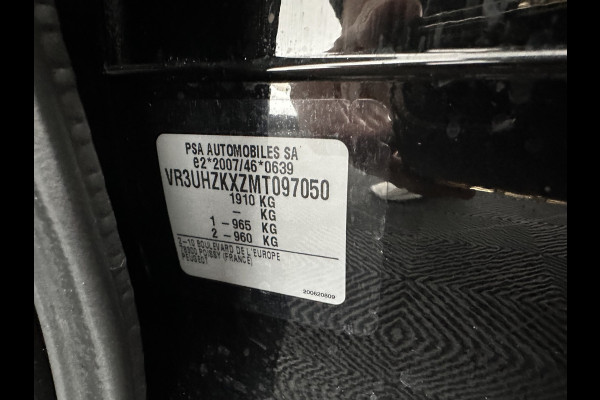 PSA AUTOMOBILES SA
e2*2007/46*0639
VR3UHZKXZMT097050
1910 KG
– KG
1 – 965 KG
2 – 960 KG
2–10 BOULEVARD DE L'EUROPE
78300 POISSY (FRANCE)
PEUGEOT
200620809